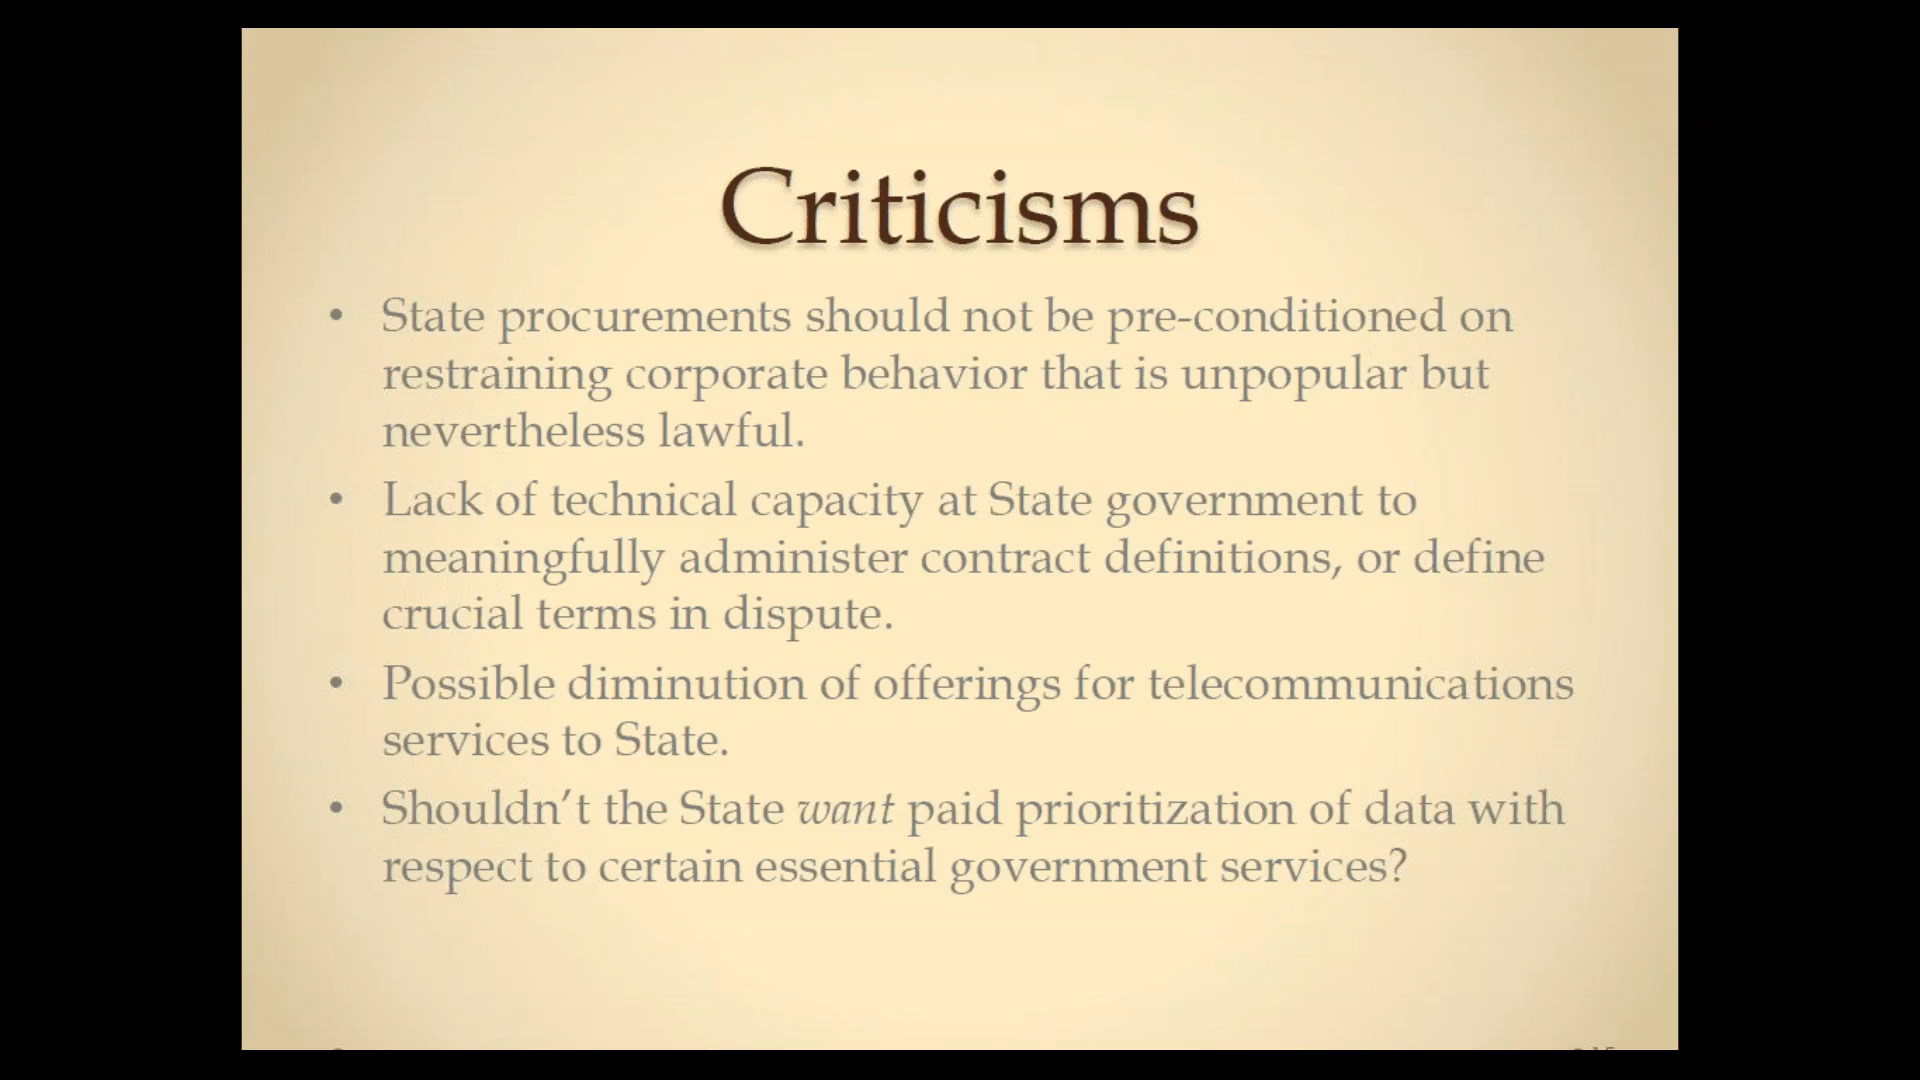 Criticisms
• State procurements should not be pre-conditioned on
restraining corporate behavior that is unpopular but
nevertheless lawful.
• Lack of technical capacity at State government to
meaningfully administer contract definitions, or define
crucial terms in dispute.
• Possible diminution of offerings for telecommunications
services to State.
• Shouldn’t the State want paid prioritization of data with
respect to certain essential government services?